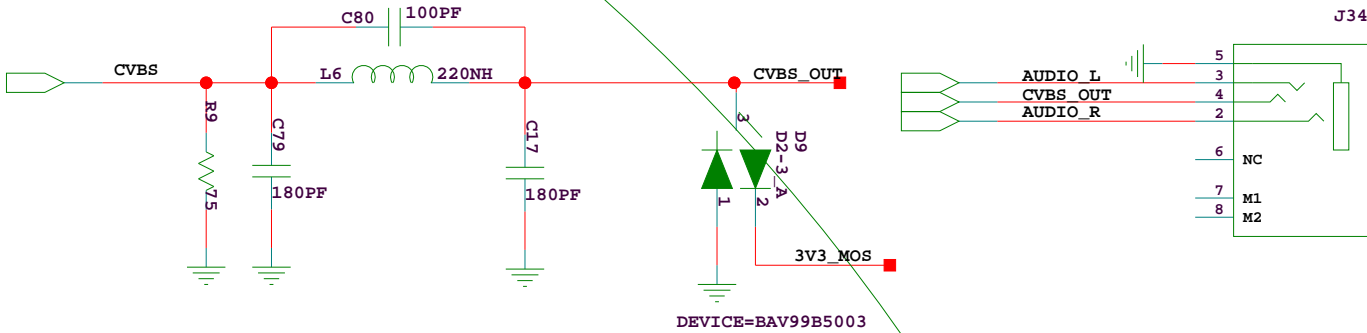 C80
100PF
J34
CVBS
L6
220NH
CVBS_OUT
R9
75
C79
180PF
C17
180PF
3
D9
D2-3_A
1
2
3V3_MOS
DEVICE=BAV99B5003
AUDIO_L
CVBS_OUT
AUDIO_R
5
3
4
2
6
NC
7
M1
8
M2